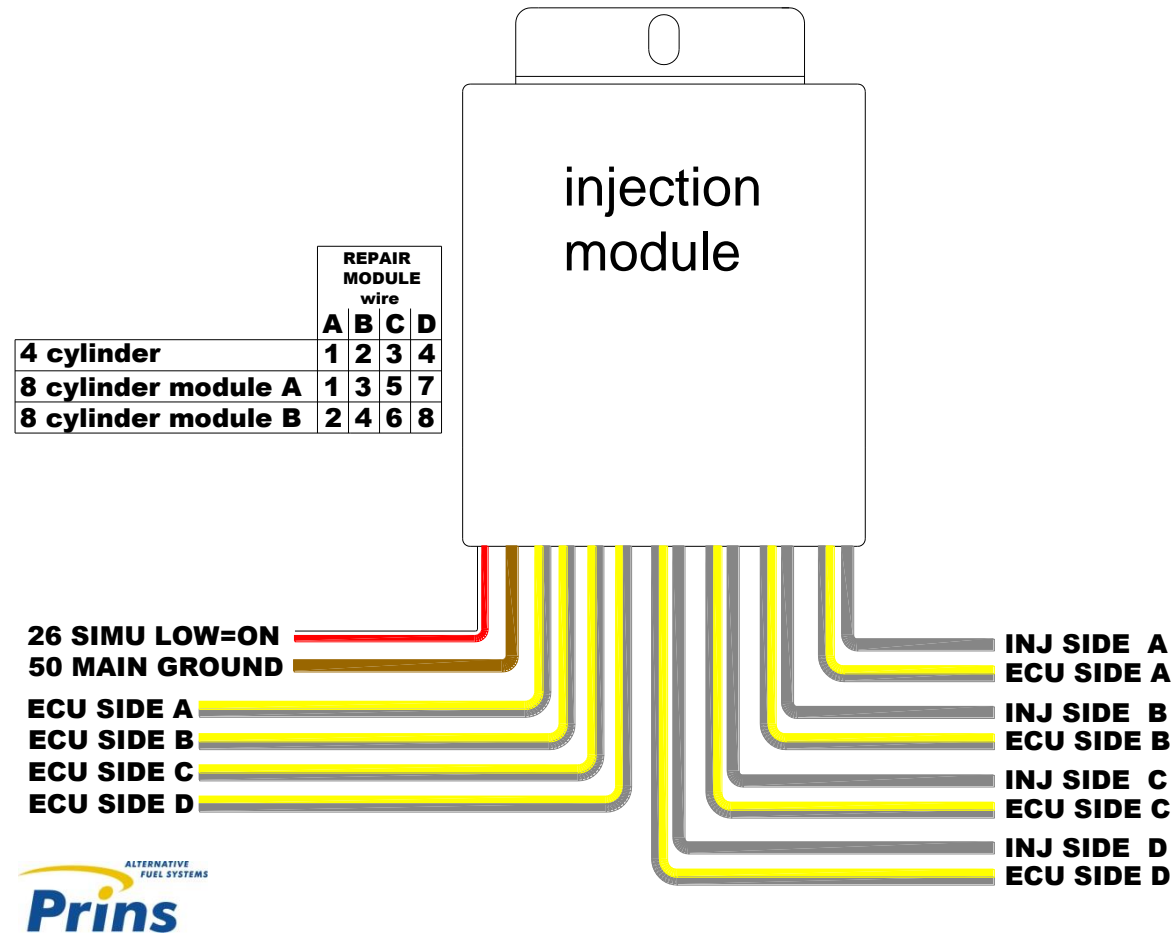 injection
module
REPAIR
MODULE
wire
A B C D
4 cylinder 1 2 3 4
8 cylinder module A 1 3 5 7
8 cylinder module B 2 4 6 8
26 SIMU LOW=ON
50 MAIN GROUND
ECU SIDE A
ECU SIDE B
ECU SIDE C
ECU SIDE D
INJ SIDE A
ECU SIDE A
INJ SIDE B
ECU SIDE B
INJ SIDE C
ECU SIDE C
INJ SIDE D
ECU SIDE D
ALTERNATIVE
FUEL SYSTEMS
Prins